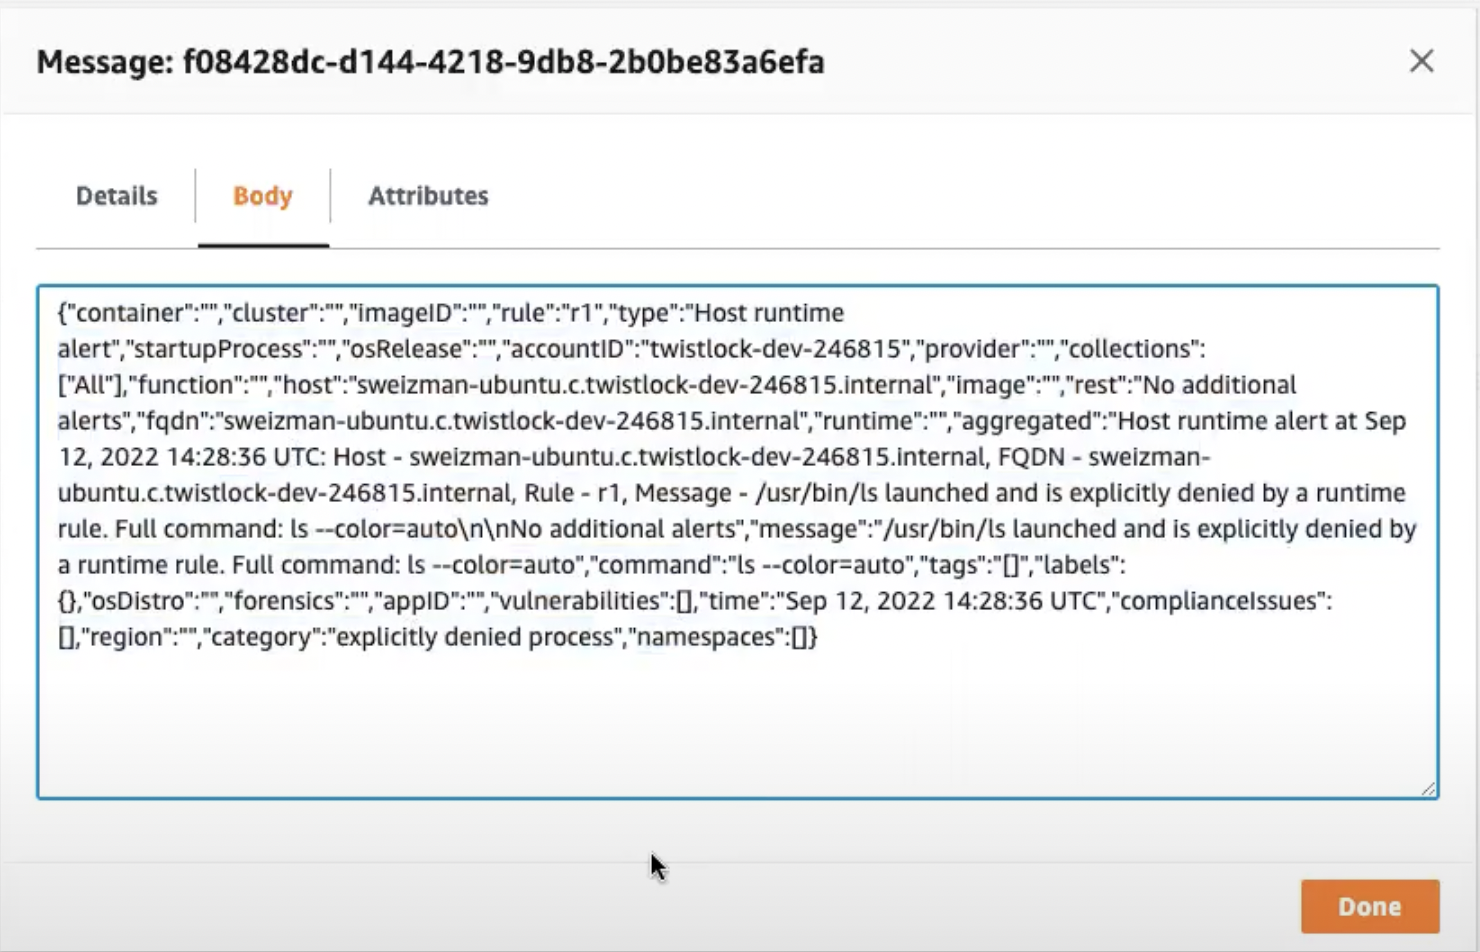 Message: f08428dc-d144-4218-9db8-2b0be83a6efa
Details
Body
Attributes
{"container":"","cluster":"","imageID":"","rule":"r1","type":"Host runtime
alert","startupProcess":"","osRelease":"","accountID":"twistlock-dev-246815","provider":"","collections":
["All"],"function":"","host":"sweizman-ubuntu.c.twistlock-dev-246815.internal","image":"","rest":"No additional
alerts","fqdn":"sweizman-ubuntu.c.twistlock-dev-246815.internal","runtime":"","aggregated":"Host runtime alert at Sep
12, 2022 14:28:36 UTC: Host - sweizman-ubuntu.c.twistlock-dev-246815.internal, FQDN - sweizman-
ubuntu.c.twistlock-dev-246815.internal, Rule - r1, Message - /usr/bin/ls launched and is explicitly denied by a runtime
rule. Full command: ls --color=auto\n\nNo additional alerts","message":"/usr/bin/ls launched and is explicitly denied by
a runtime rule. Full command: ls --color=auto","command":"ls --color=auto","tags":"[]","labels":
{},"osDistro":"","forensics":"","appID":"","vulnerabilities":[],"time":"Sep 12, 2022 14:28:36 UTC","complianceIssues":
[],"region":"","category":"explicitly denied process","namespaces":[]}
Done